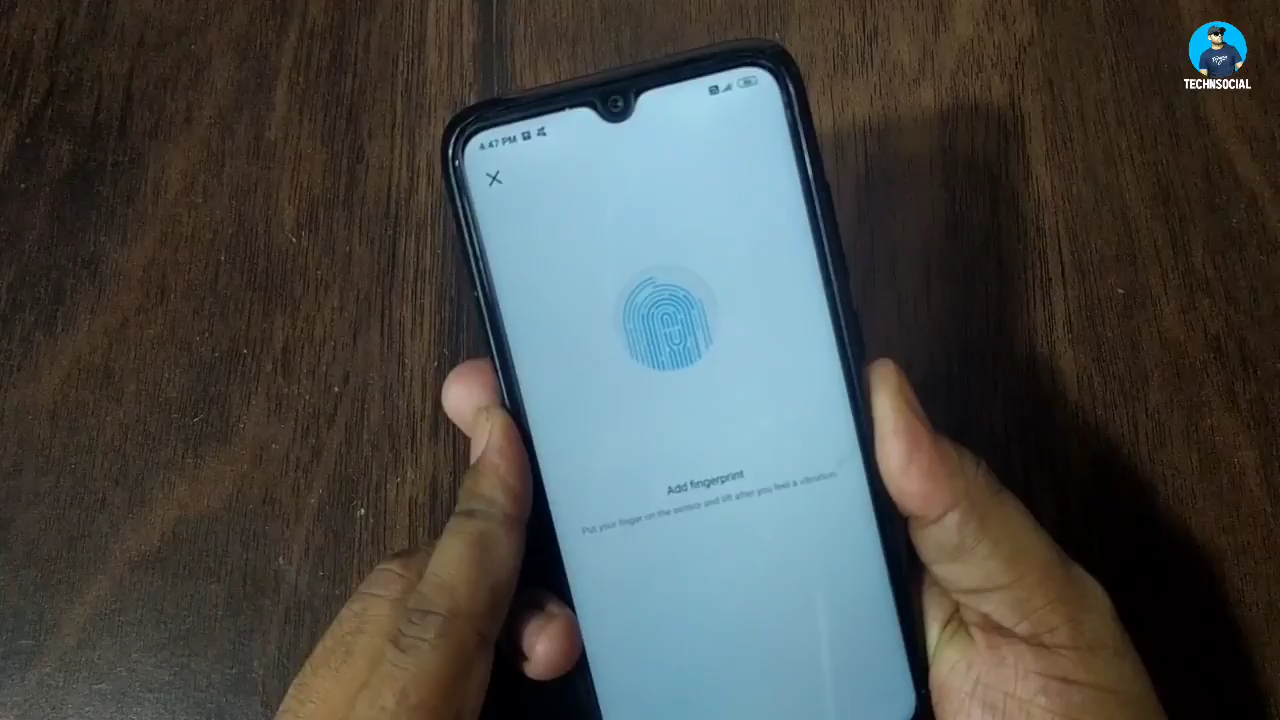 TECHNSOCIAL
4:47 PM
Add fingerprint
Put your finger on the sensor and lift after you feel a vibration